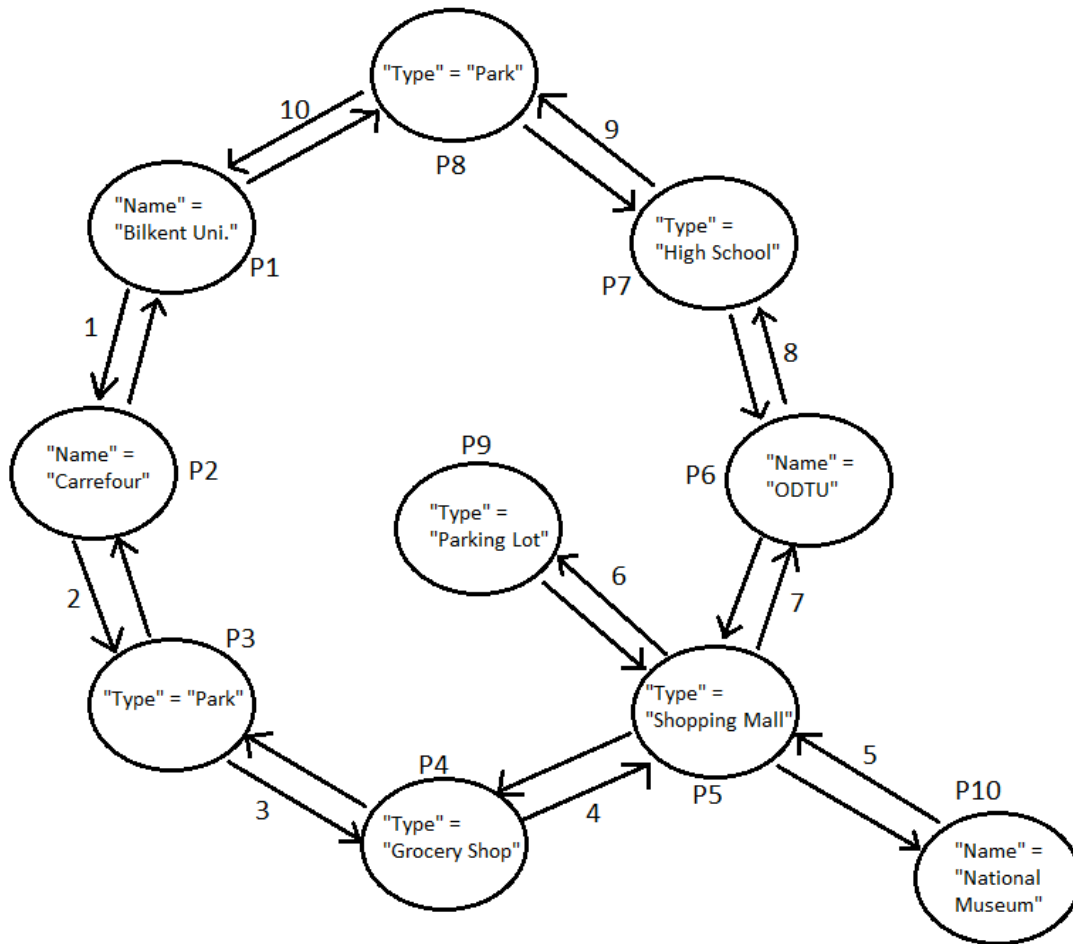 "Type" = "Park"
P8
10
9
"Name" =
"Bilkent Uni."
P1
"Type" =
"High School"
P7
1
8
"Name" =
"Carrefour"
P2
P9
"Type" =
"Parking Lot"
P6
"Name" =
"ODTU"
2
6
7
P3
"Type" = "Park"
"Type" =
"Shopping Mall"
P5
3
P4
"Type" =
"Grocery Shop"
4
5
P10
"Name" =
"National
Museum"